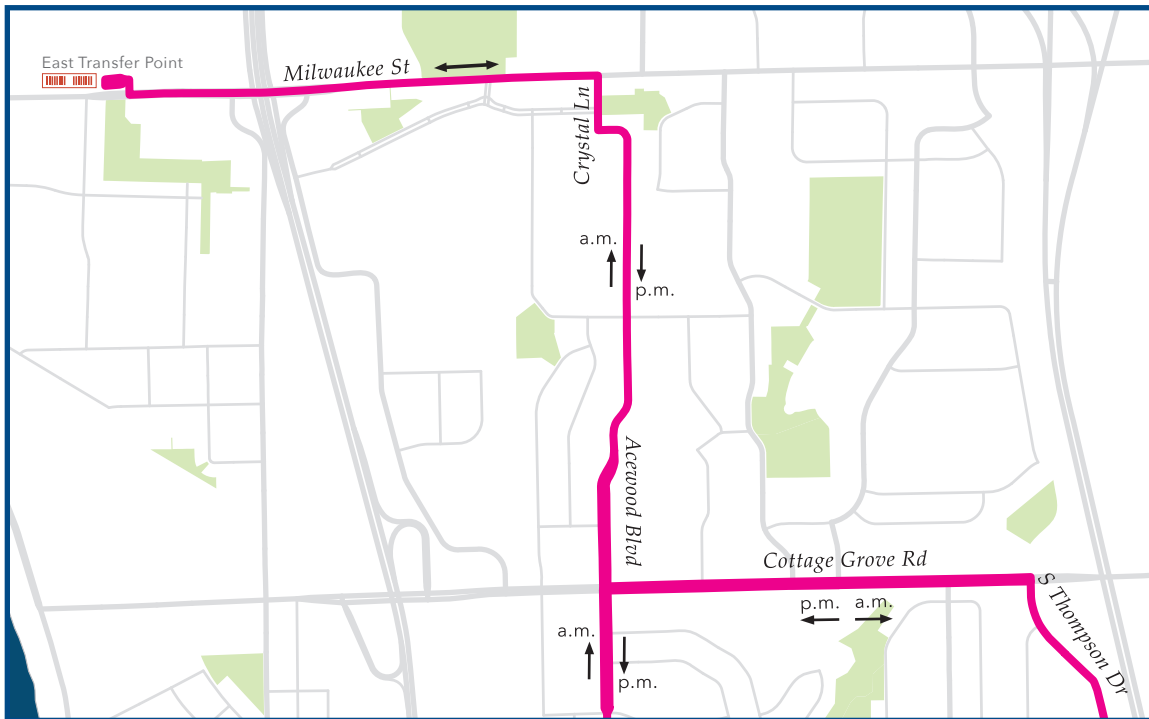 East Transfer Point
Milwaukee St
Crystal Ln
a.m.
p.m.
Acewood Blvd
Cottage Grove Rd
p.m.
a.m.
S Thompson Dr
a.m.
p.m.